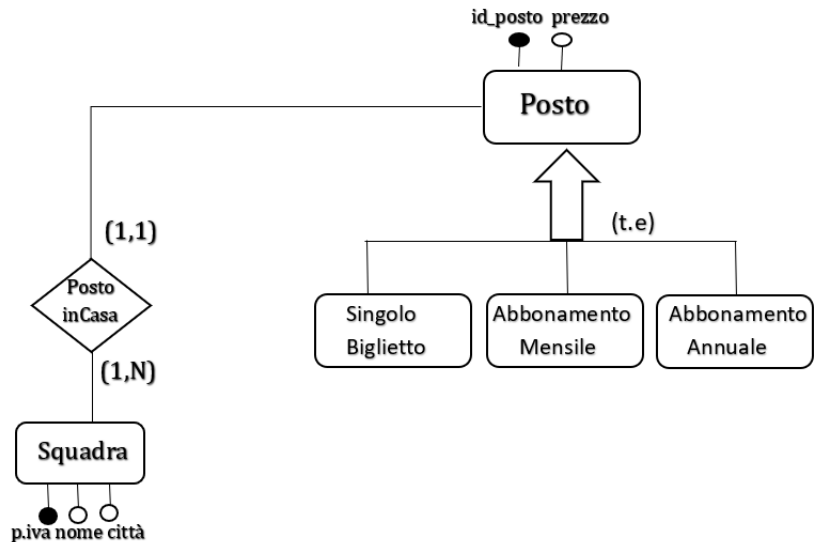 id_posto prezzo
Posto
(1,1)
(t.e)
Posto
inCasa
Singolo
Biglietto
Abbonamento
Mensile
Abbonamento
Annuale
(1,N)
Squadra
p.iva nome città